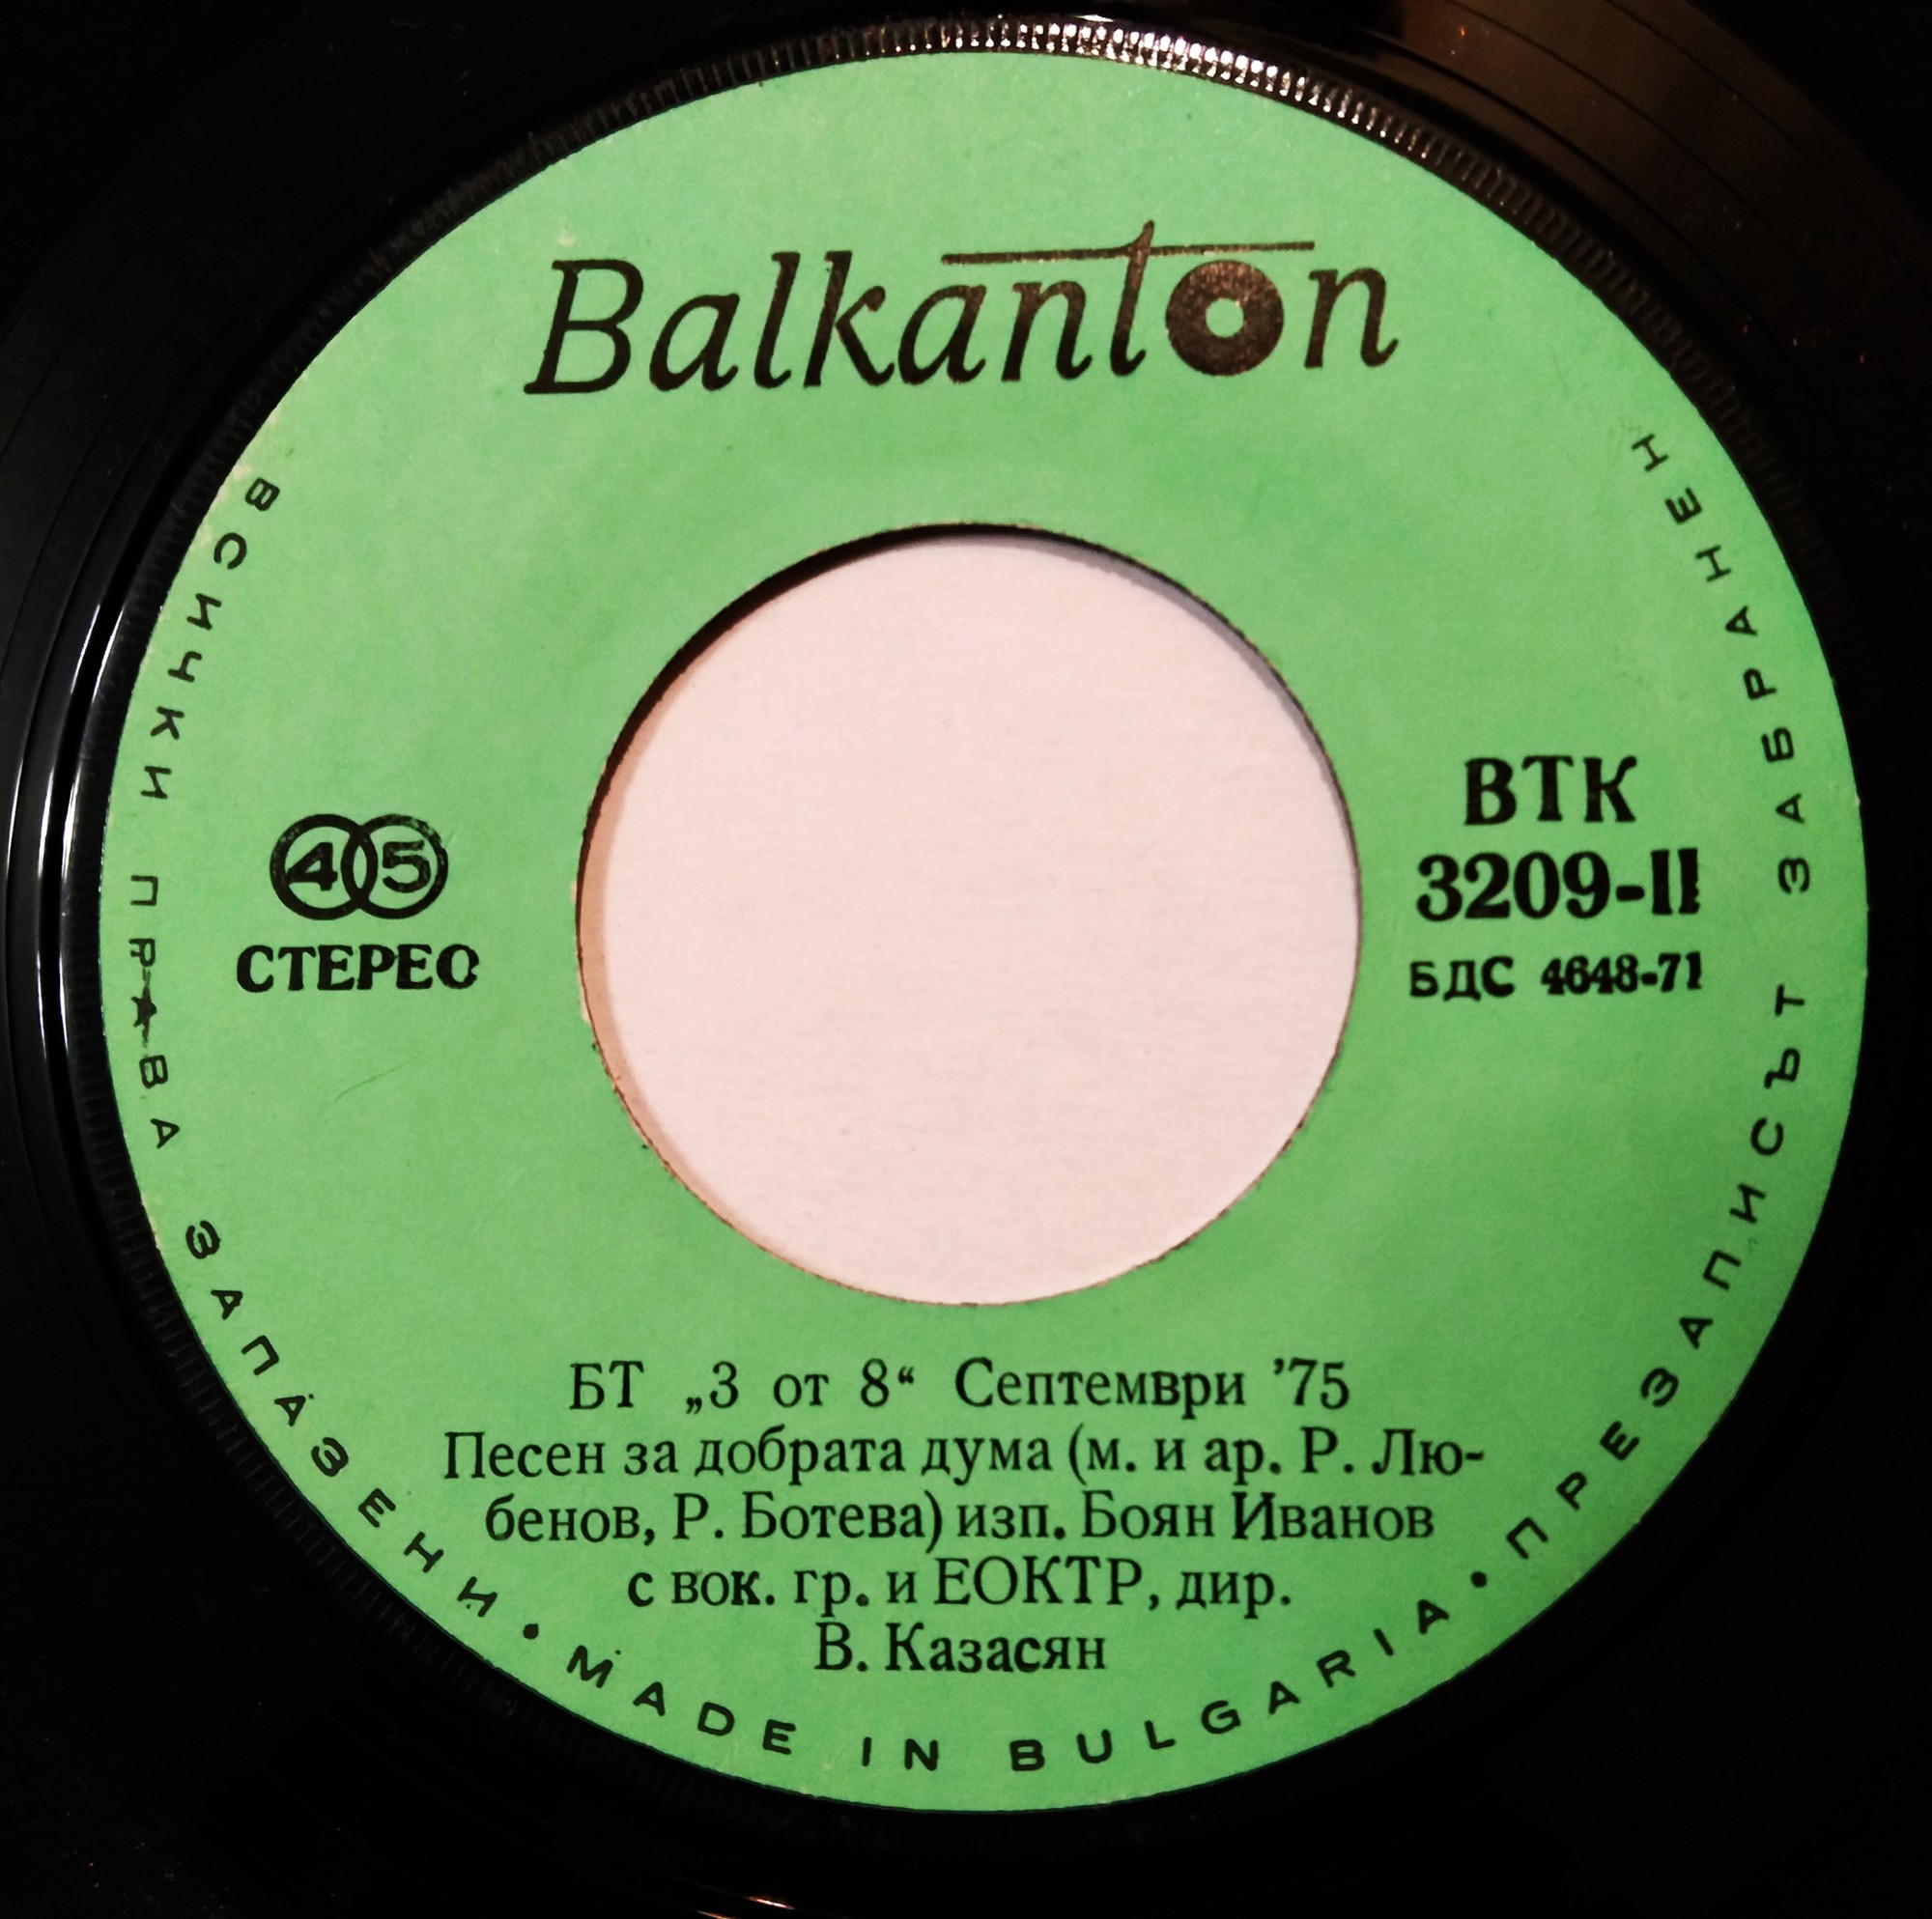 Balkanton
ВСИЧКИ ПРАВА ЗАПАЗЕНИ • MADE IN BULGARIA • ПРЕЗАПИСЪТ ЗАБРАНЕН
45
СТЕРЕО
ВТК
3209-II
БДС 4648-71
БТ „3 от 8“ Септември '75
Песен за добрата дума (м. и ар. Р. Лю-
бенов, Р. Ботева) изп. Боян Иванов
с вок. гр. и ЕОКТР, дир.
В. Казасян